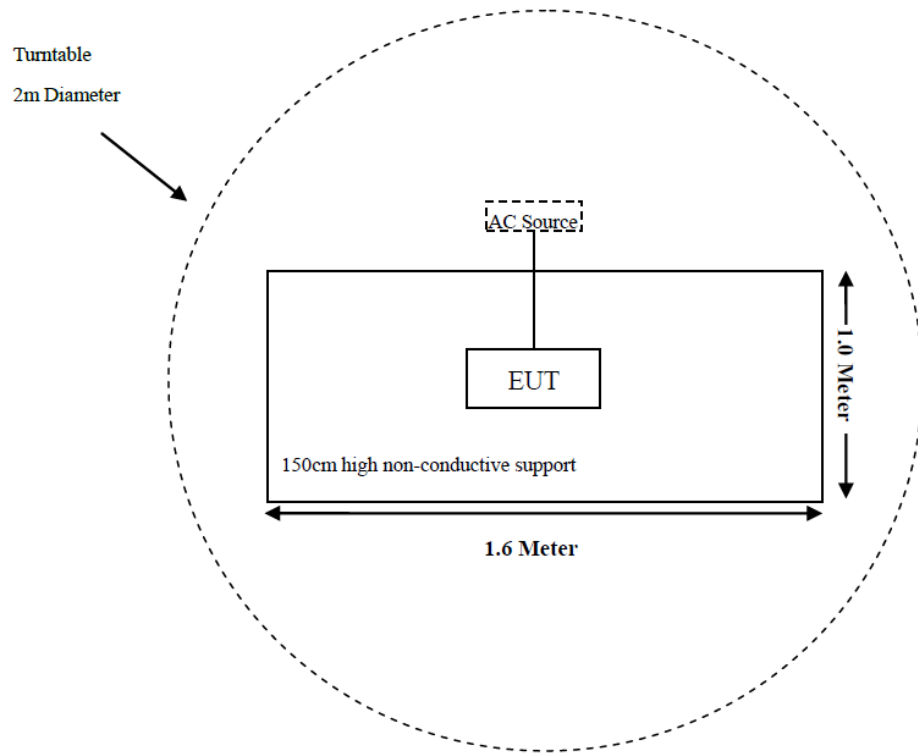 Turntable
2m Diameter
AC Source
EUT
1.0 Meter
150cm high non-conductive support
1.6 Meter